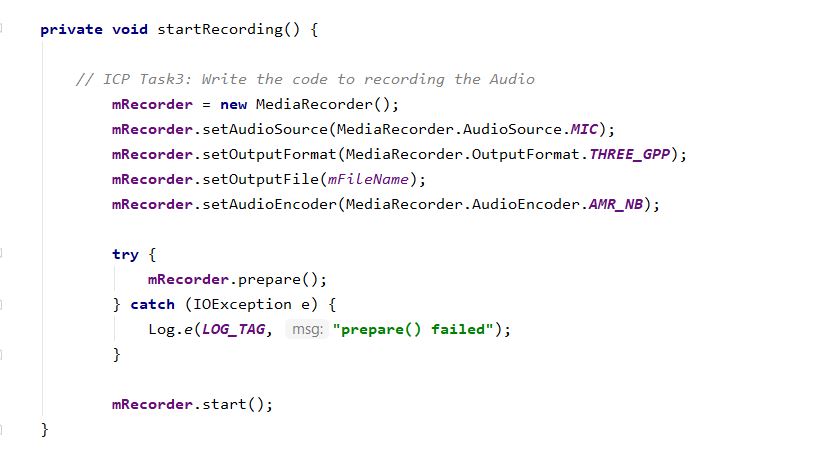 private void startRecording() {
// ICP Task3: Write the code to recording the Audio
mRecorder = new MediaRecorder();
mRecorder.setAudioSource(MediaRecorder.AudioSource.MIC);
mRecorder.setOutputFormat(MediaRecorder.OutputFormat.THREE_GPP);
mRecorder.setOutputFile(mFileName);
mRecorder.setAudioEncoder(MediaRecorder.AudioEncoder.AMR_NB);
try {
mRecorder.prepare();
} catch (IOException e) {
Log.e(LOG_TAG, msg: "prepare() failed");
}
mRecorder.start();
}